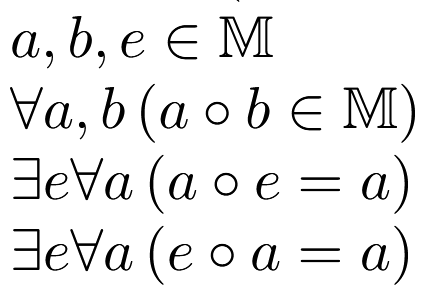 a, b, e ∈ 𝕄
∀a, b (a ∘ b ∈ 𝕄)
∃e∀a (a ∘ e = a)
∃e∀a (e ∘ a = a)